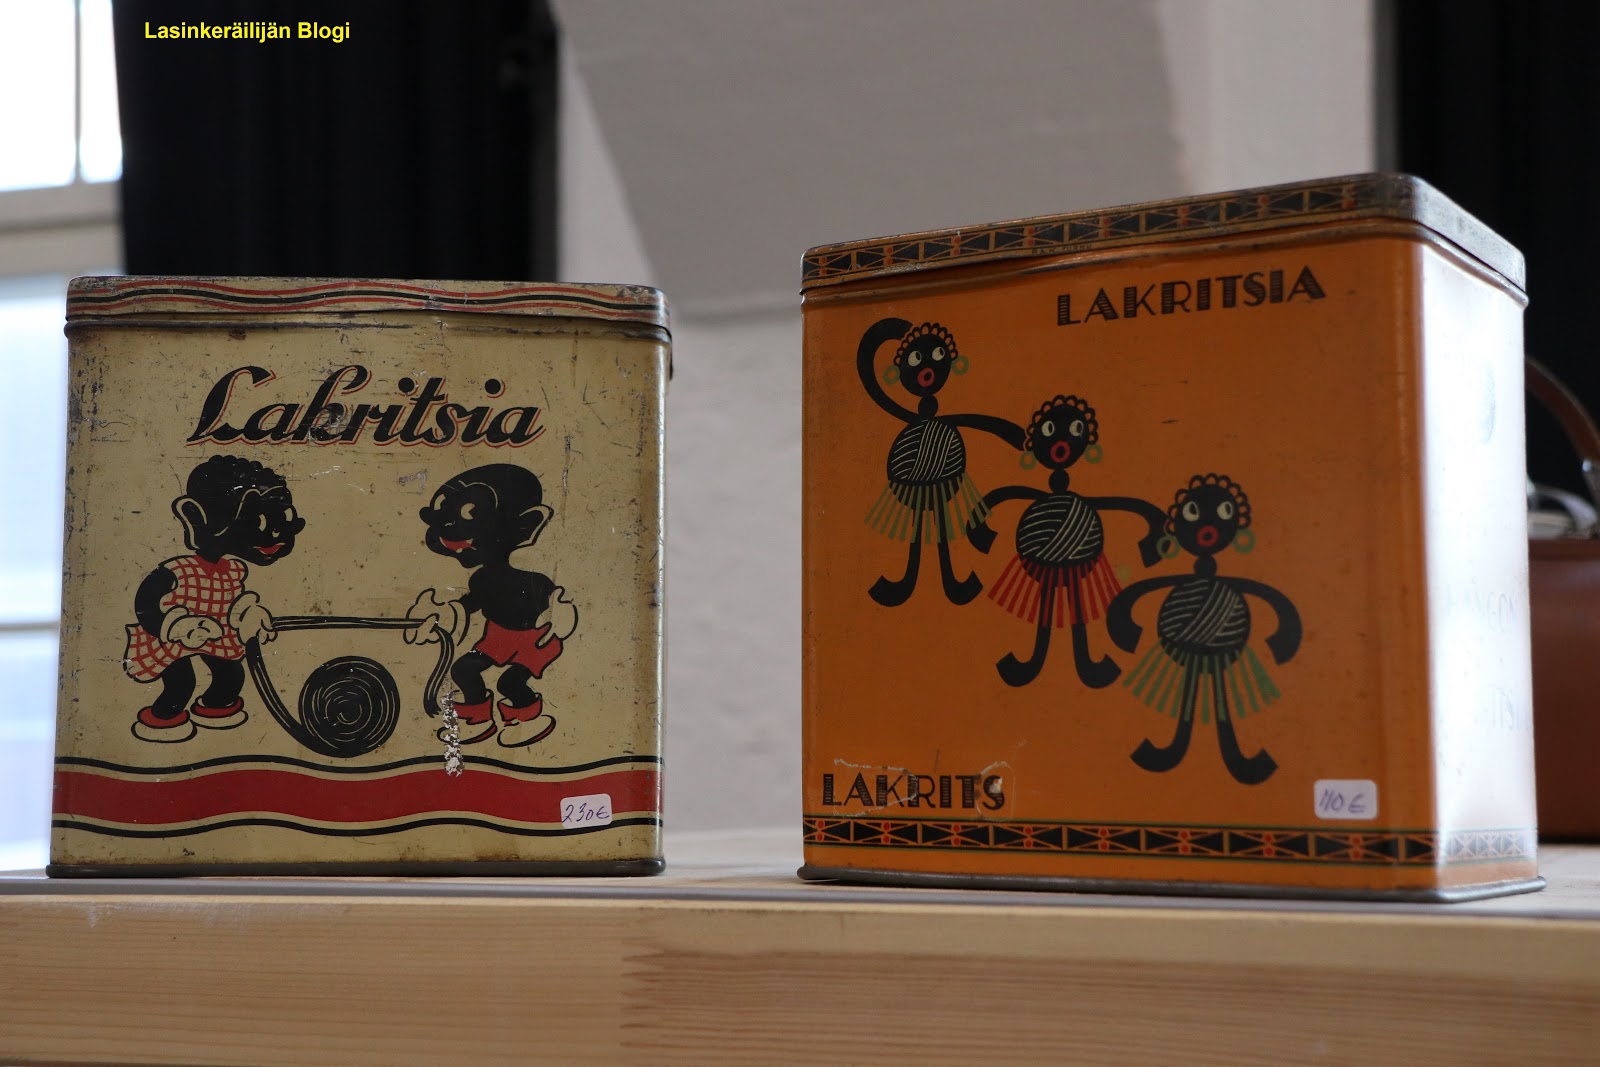 Lasinkeräilijän Blogi
Lakritsia
230€
LAKRITSIA
LAKRITS
110€